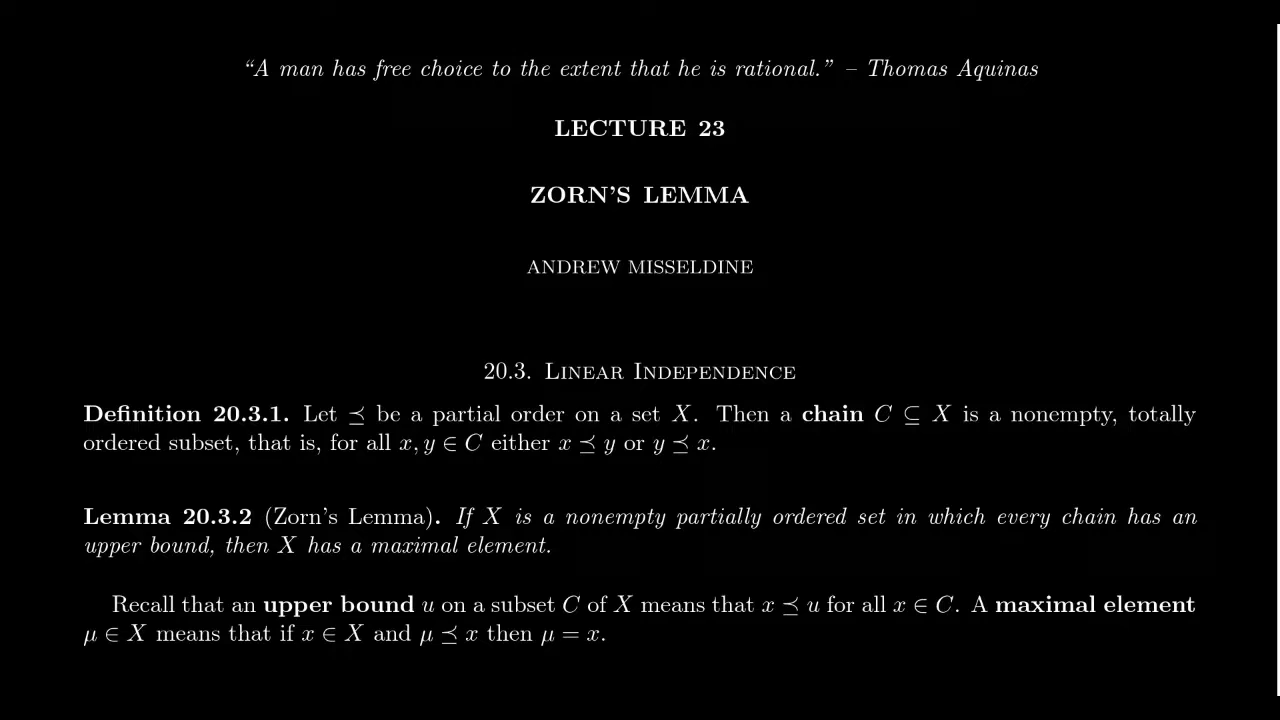 “A man has free choice to the extent that he is rational.” – Thomas Aquinas
LECTURE 23
ZORN’S LEMMA
ANDREW MISSELDINE
20.3. Linear Independence
Definition 20.3.1. Let ⪯ be a partial order on a set X. Then a chain C ⊆ X is a nonempty, totally
ordered subset, that is, for all x, y ∈ C either x ⪯ y or y ⪯ x.
Lemma 20.3.2 (Zorn’s Lemma). If X is a nonempty partially ordered set in which every chain has an
upper bound, then X has a maximal element.
Recall that an upper bound u on a subset C of X means that x ⪯ u for all x ∈ C. A maximal element
μ ∈ X means that if x ∈ X and μ ⪯ x then μ = x.